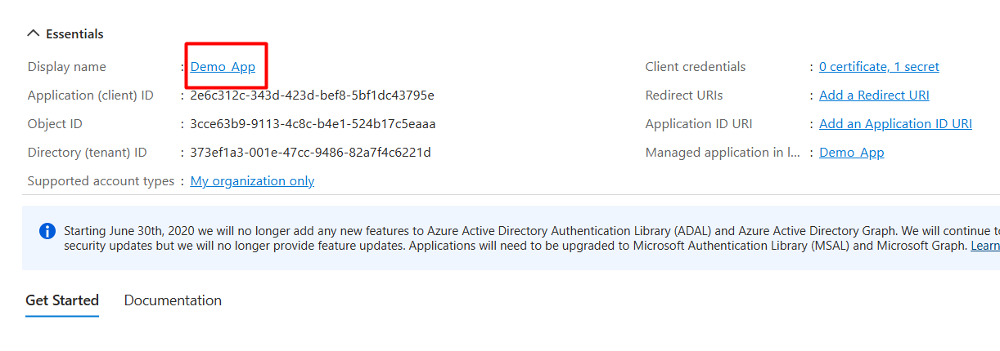 Essentials
Display name : Demo_App
Client credentials : 0 certificate, 1 secret
Application (client) ID : 2e6c312c-343d-423d-bef8-5bf1dc43795e
Redirect URIs : Add a Redirect URI
Object ID : 3cce63b9-9113-4c8c-b4e1-524b17c5eaaa
Application ID URI : Add an Application ID URI
Directory (tenant) ID : 373ef1a3-001e-47cc-9486-82a7f4c6221d
Managed application in l... : Demo_App
Supported account types : My organization only
Starting June 30th, 2020 we will no longer add any new features to Azure Active Directory Authentication Library (ADAL) and Azure Active Directory Graph. We will continue to
security updates but we will no longer provide feature updates. Applications will need to be upgraded to Microsoft Authentication Library (MSAL) and Microsoft Graph. Learn
Get Started Documentation